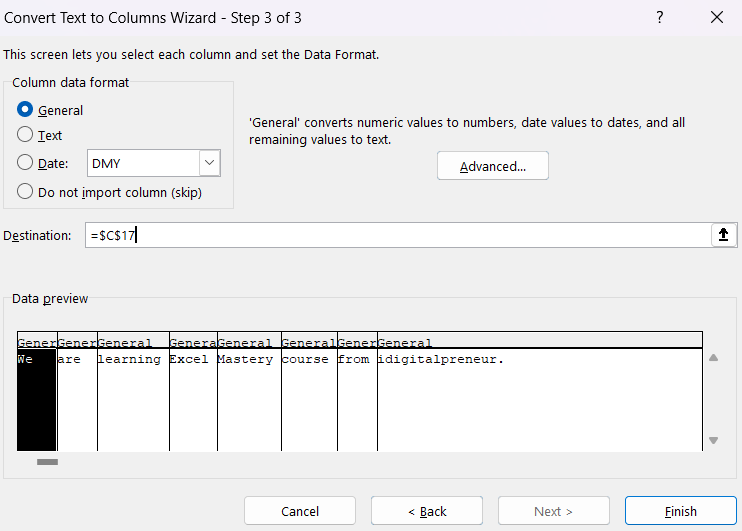 Convert Text to Columns Wizard - Step 3 of 3
? ×
This screen lets you select each column and set the Data Format.
Column data format
General
Text
Date: DMY
Do not import column (skip)
'General' converts numeric values to numbers, date values to dates, and all
remaining values to text.
Advanced...
Destination: =$C$17
Data preview
Gener Gener General Genera General General Gener General
We are learning Excel Mastery course from idigitalpreneur.
Cancel < Back Next > Finish